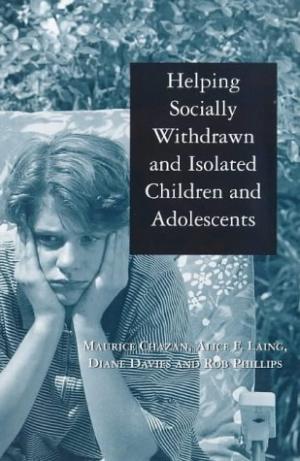 Helping
Socially
Withdrawn
and Isolated
Children and
Adolescents
Maurice Chazan, Alice F. Laing,
Diane Davies and Rob Phillips